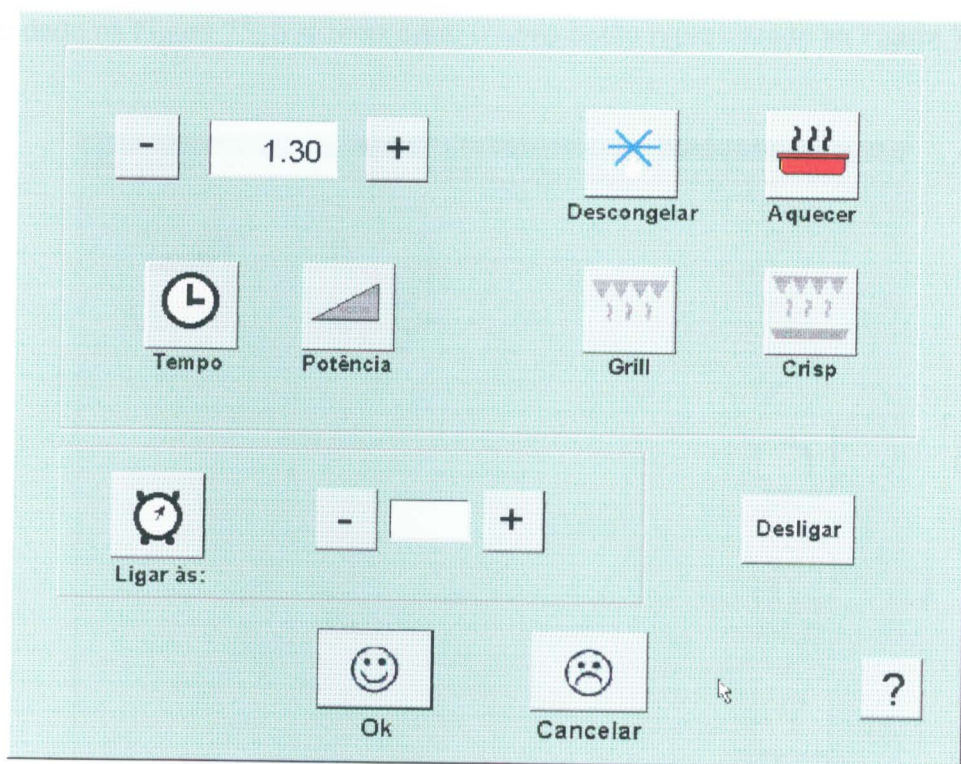 - 1.30 +
Descongelar Aquecer
Tempo Potência Grill Crisp
- +
Desligar
Ligar às:
Ok Cancelar
?